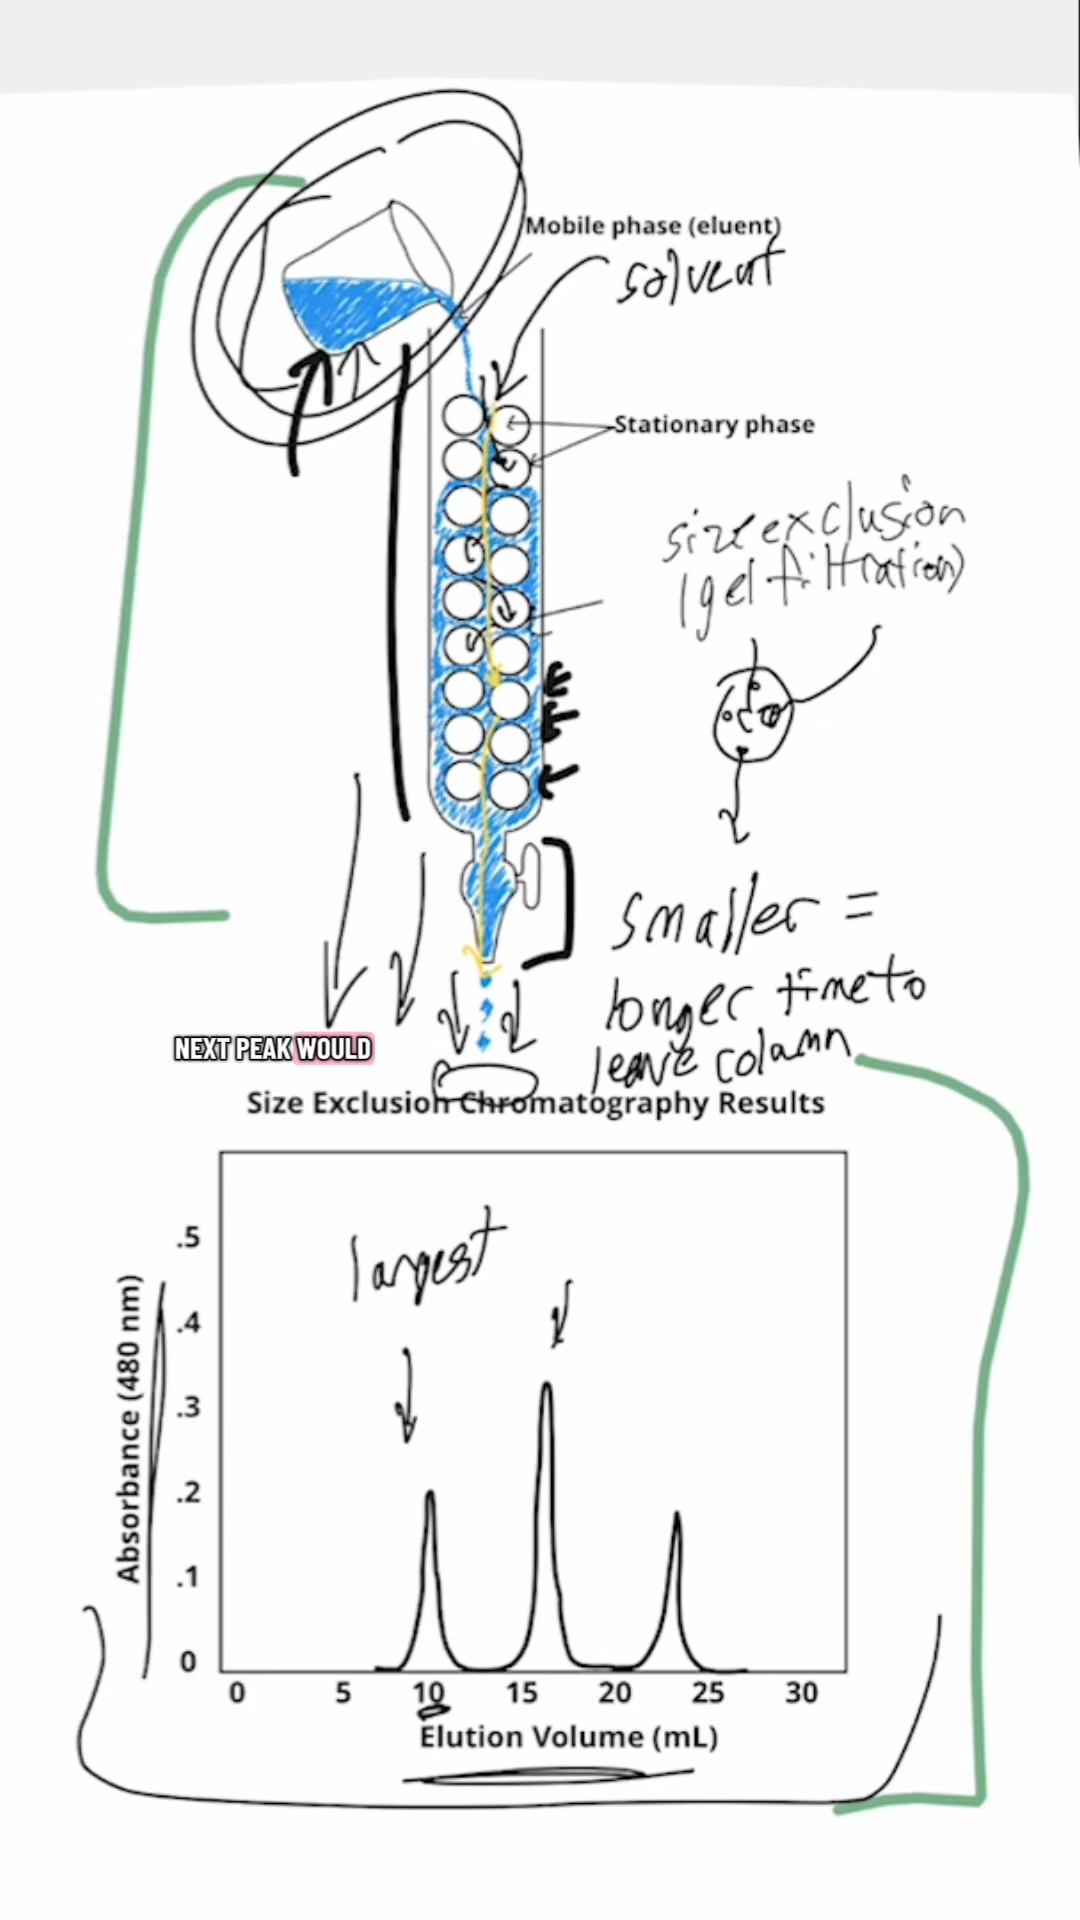 Mobile phase (eluent)
solvent
Stationary phase
size exclusion
(gel filtration)
smaller =
longer time to
leave column
NEXT PEAK WOULD
Size Exclusion Chromatography Results
largest
Absorbance (480 nm)
.5
.4
.3
.2
.1
0
0 5 10 15 20 25 30
Elution Volume (mL)